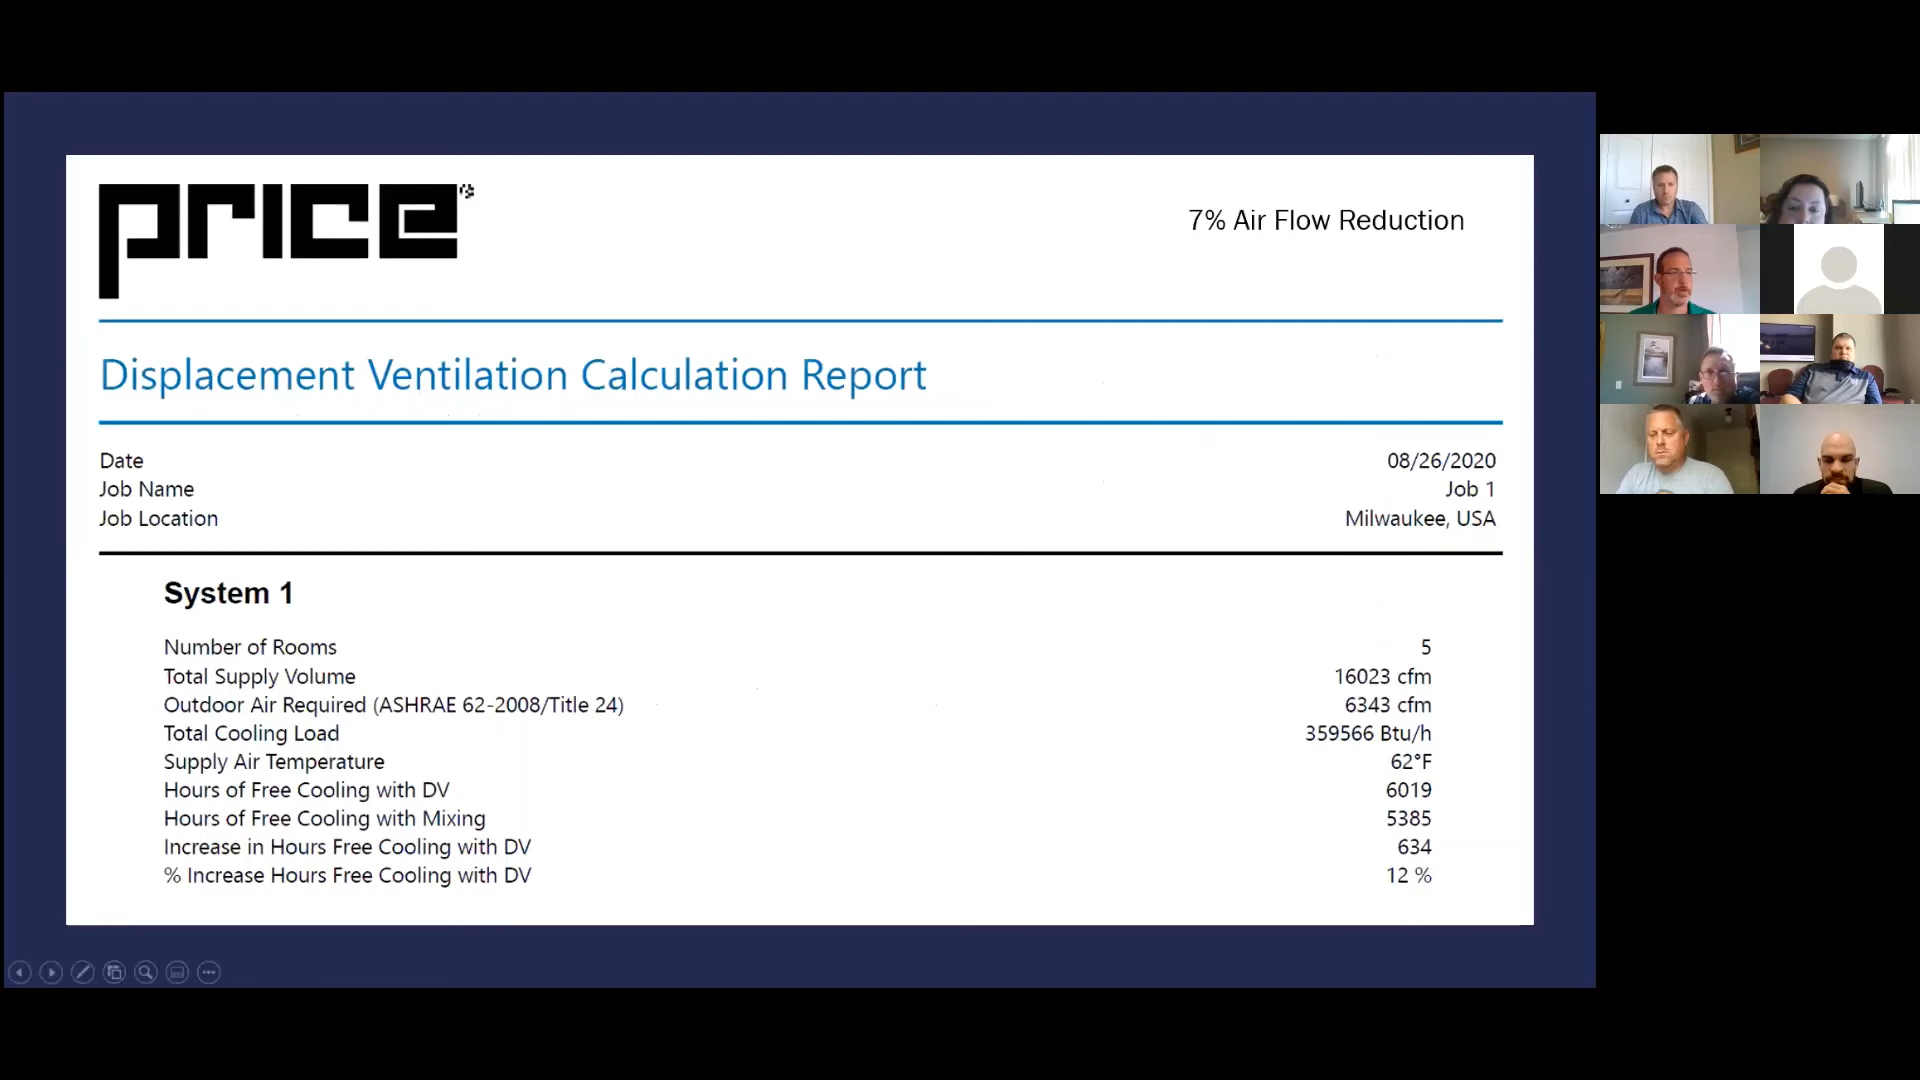 price
7% Air Flow Reduction
Displacement Ventilation Calculation Report
Date 08/26/2020
Job Name Job 1
Job Location Milwaukee, USA
System 1
Number of Rooms 5
Total Supply Volume 16023 cfm
Outdoor Air Required (ASHRAE 62-2008/Title 24) 6343 cfm
Total Cooling Load 359566 Btu/h
Supply Air Temperature 62°F
Hours of Free Cooling with DV 6019
Hours of Free Cooling with Mixing 5385
Increase in Hours Free Cooling with DV 634
% Increase Hours Free Cooling with DV 12 %